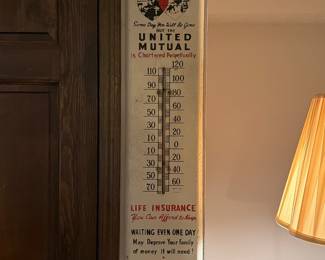 Some Day You Will Be Gone
BUT THE
UNITED
MUTUAL
is Chartered Perpetually
120
110 100
90 80
70 60
50 40
30 20
10 0
10 20
30 40
50 60
70
LIFE INSURANCE
You Can Afford to Keep
WAITING EVEN ONE DAY
May Deprive Your family
of money it will need!